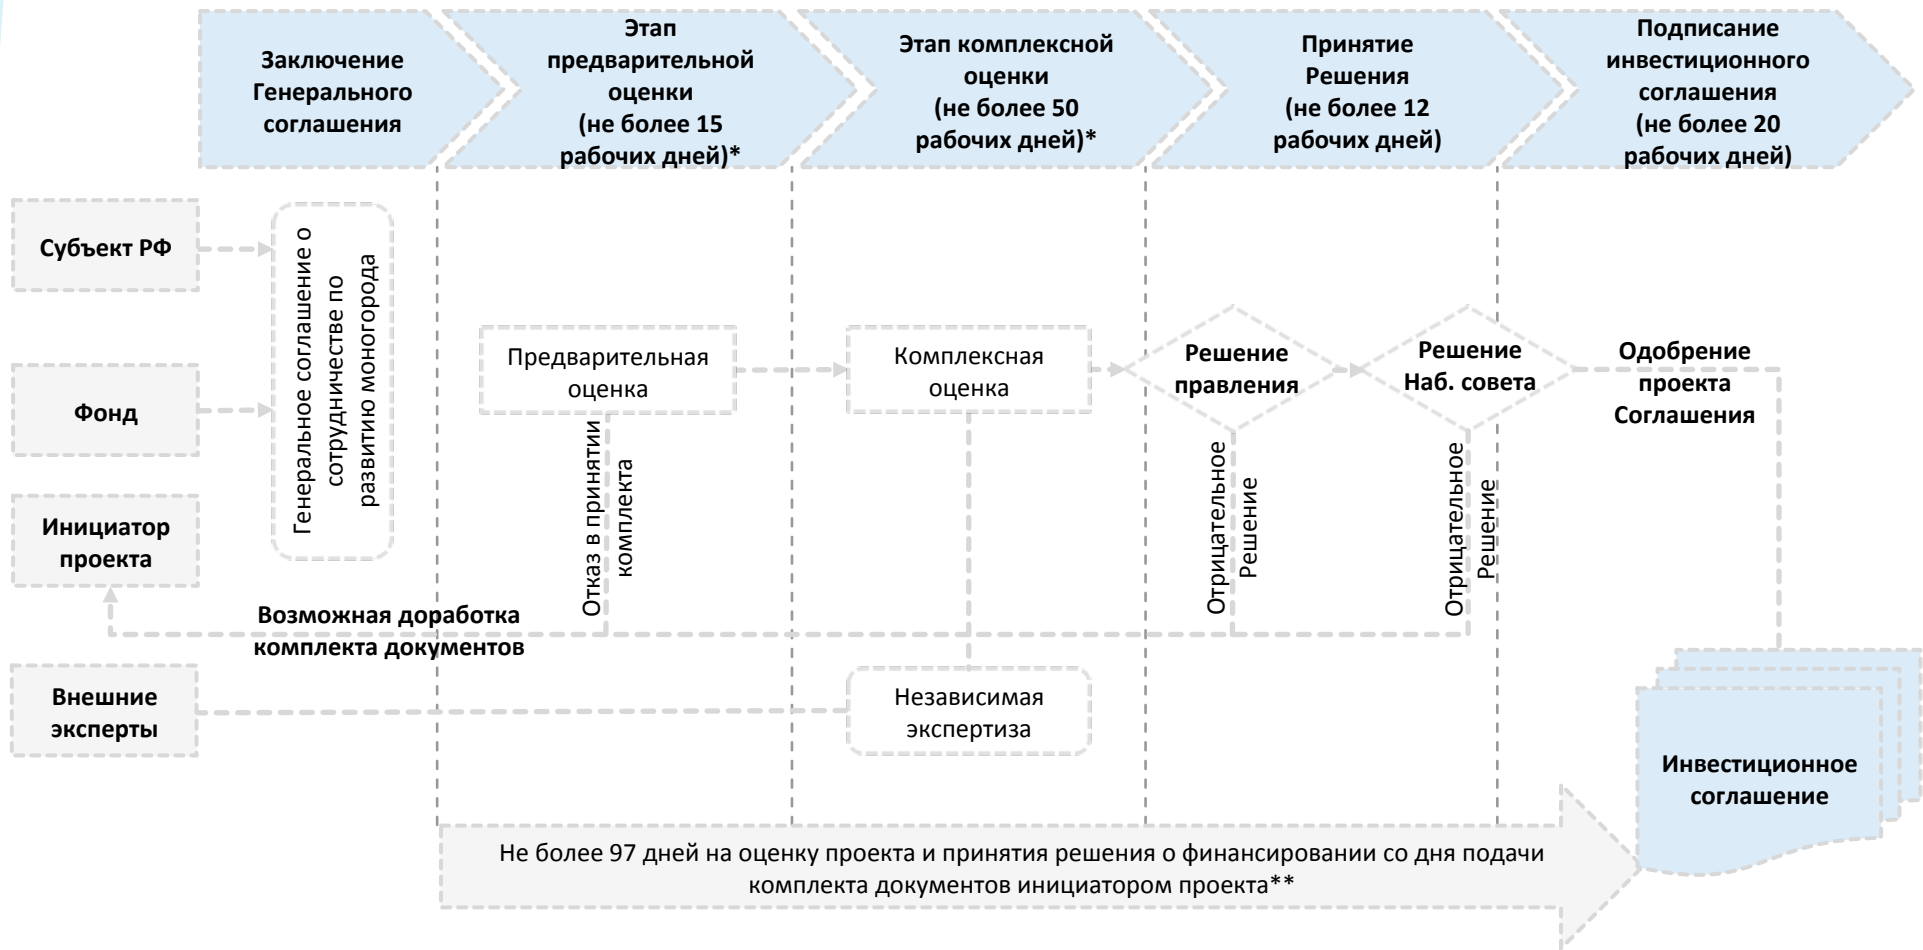 Заключение
Генерального
соглашения
Этап
предварительной
оценки
(не более 15
рабочих дней)*
Этап комплексной
оценки
(не более 50
рабочих дней)*
Принятие
Решения
(не более 12
рабочих дней)
Подписание
инвестиционного
соглашения
(не более 20
рабочих дней)
Субъект РФ
Фонд
Инициатор
проекта
Внешние
эксперты
Генеральное соглашение о
сотрудничестве по
развитию моногорода
Предварительная
оценка
Комплексная
оценка
Решение
правления
Решение
Наб. совета
Одобрение
проекта
Соглашения
Отказ в принятии
комплекта
Отрицательное
Решение
Отрицательное
Решение
Возможная доработка
комплекта документов
Независимая
экспертиза
Инвестиционное
соглашение
Не более 97 дней на оценку проекта и принятия решения о финансировании со дня подачи
комплекта документов инициатором проекта**